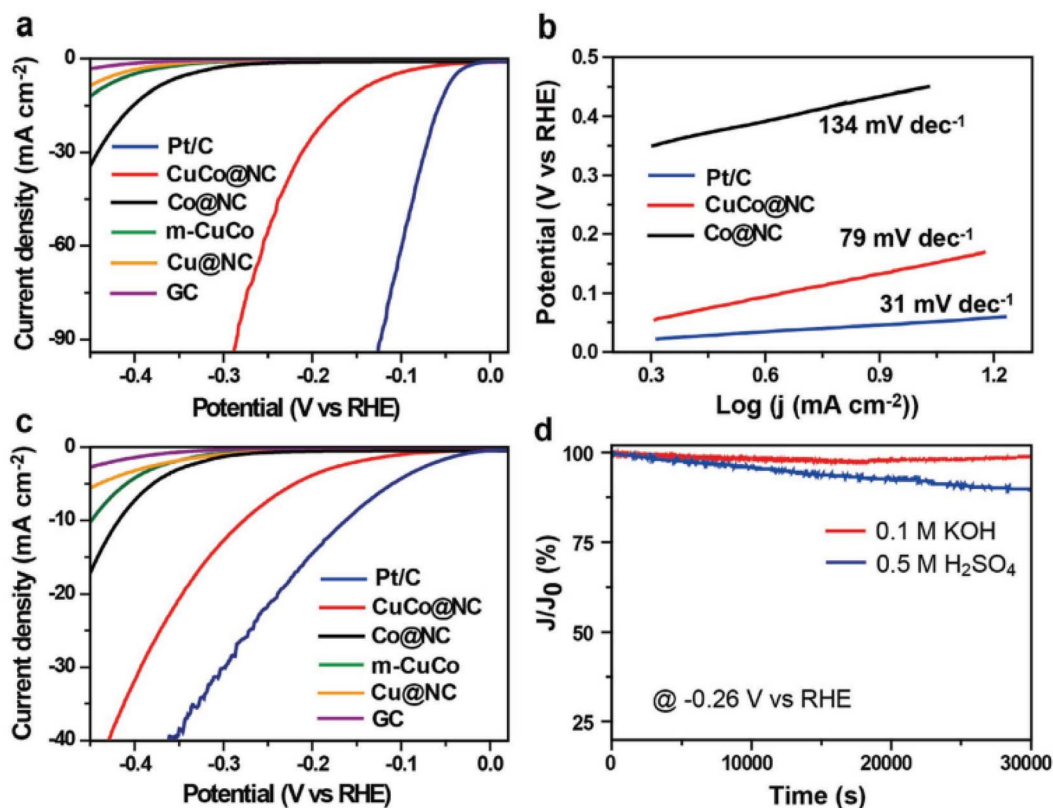 a
0
-30
-60
-90
Current density (mA cm⁻²)
Pt/C
CuCo@NC
Co@NC
m-CuCo
Cu@NC
GC
-0.4
-0.3
-0.2
-0.1
0.0
Potential (V vs RHE)
b
0.5
0.4
0.3
0.2
0.1
0.0
Potential (V vs RHE)
134 mV dec⁻¹
Pt/C
CuCo@NC
Co@NC
79 mV dec⁻¹
31 mV dec⁻¹
0.3
0.6
0.9
1.2
Log (j (mA cm⁻²))
c
0
-10
-20
-30
-40
Current density (mA cm⁻²)
Pt/C
CuCo@NC
Co@NC
m-CuCo
Cu@NC
GC
-0.4
-0.3
-0.2
-0.1
0.0
Potential (V vs RHE)
d
100
75
50
25
J/J₀ (%)
0.1 M KOH
0.5 M H₂SO₄
@ -0.26 V vs RHE
0
10000
20000
30000
Time (s)